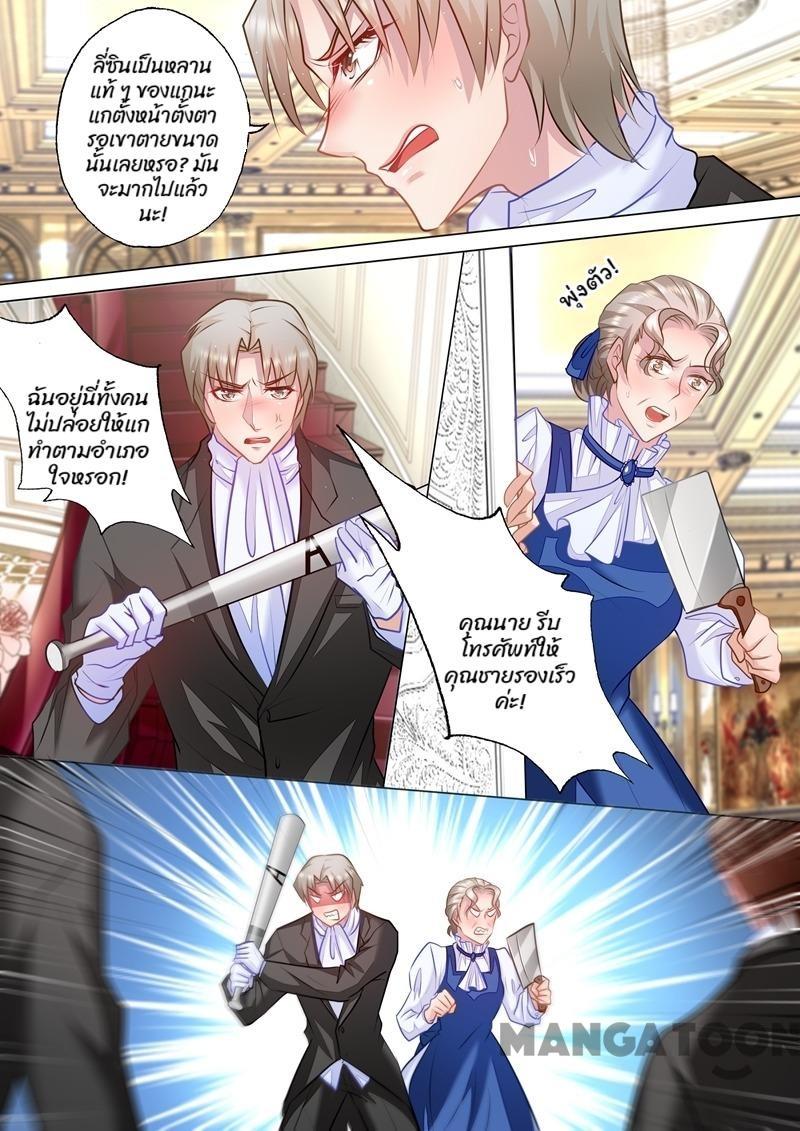 ลี่ซินเป็นหลาน
แท้ ๆ ของแกนะ
แกตั้งหน้าตั้งตา
รอเขาตายขนาด
นั้นเลยหรอ? มัน
จะมากไปแล้ว
นะ!
พุ่งตัว!
ฉันอยู่นี่ทั้งคน
ไม่ปล่อยให้แก
ทำตามอำเภอ
ใจหรอก!
A
คุณนาย รีบ
โทรศัพท์ให้
คุณชายรองเร็ว
ค่ะ!
A
MANGATOON